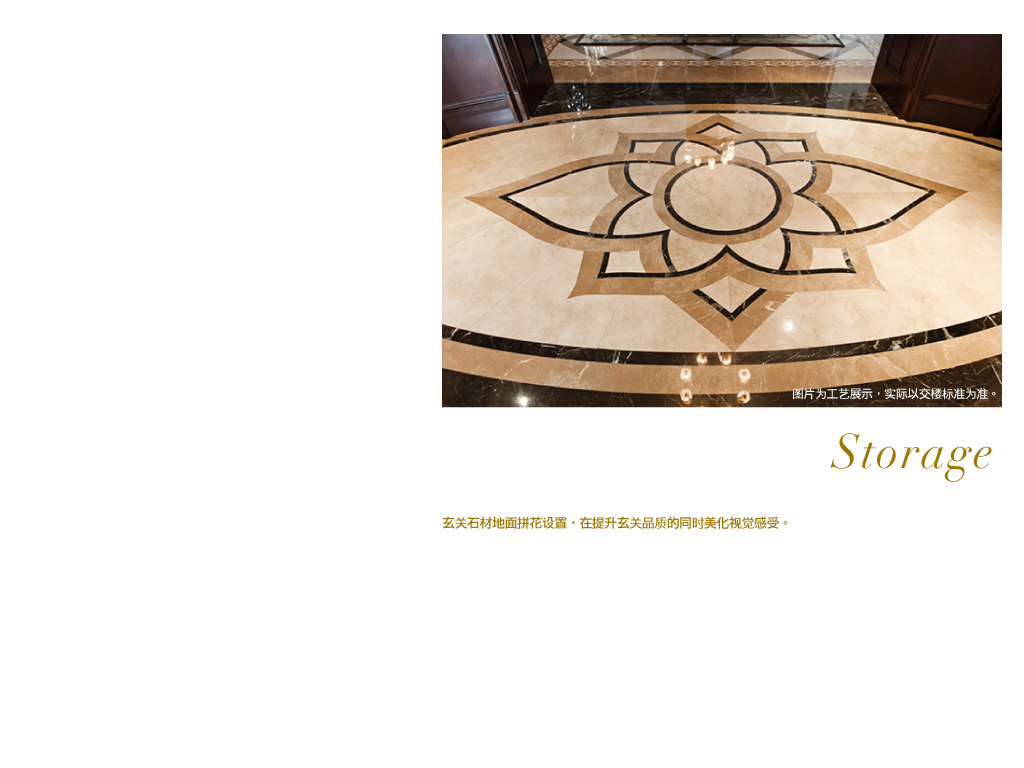 图片为工艺展示，实际以交楼标准为准。
Storage
玄关石材地面拼花设置，在提升玄关品质的同时美化视觉感受。